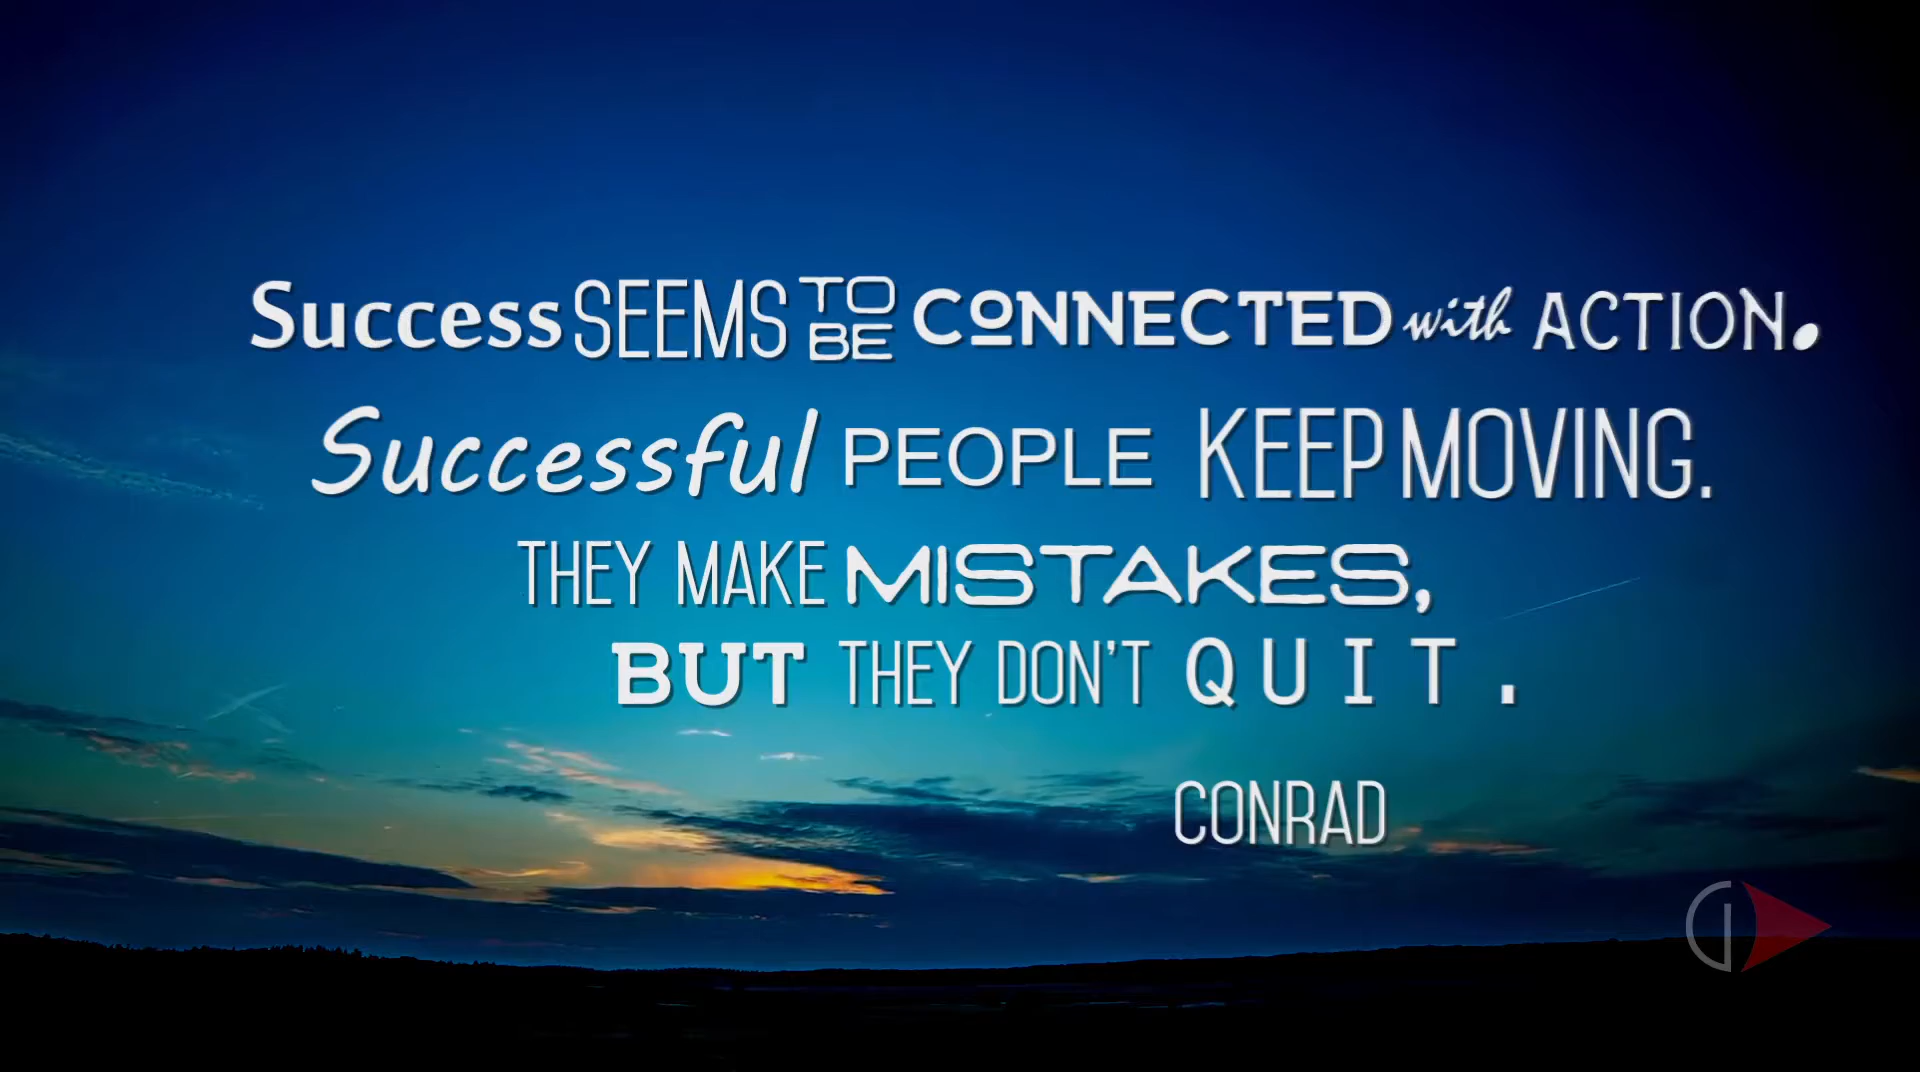 Success SEEMS TO BE CONNECTED with ACTION.
Successful PEOPLE KEEP MOVING.
THEY MAKE MISTAKES,
BUT THEY DON'T QUIT.
CONRAD